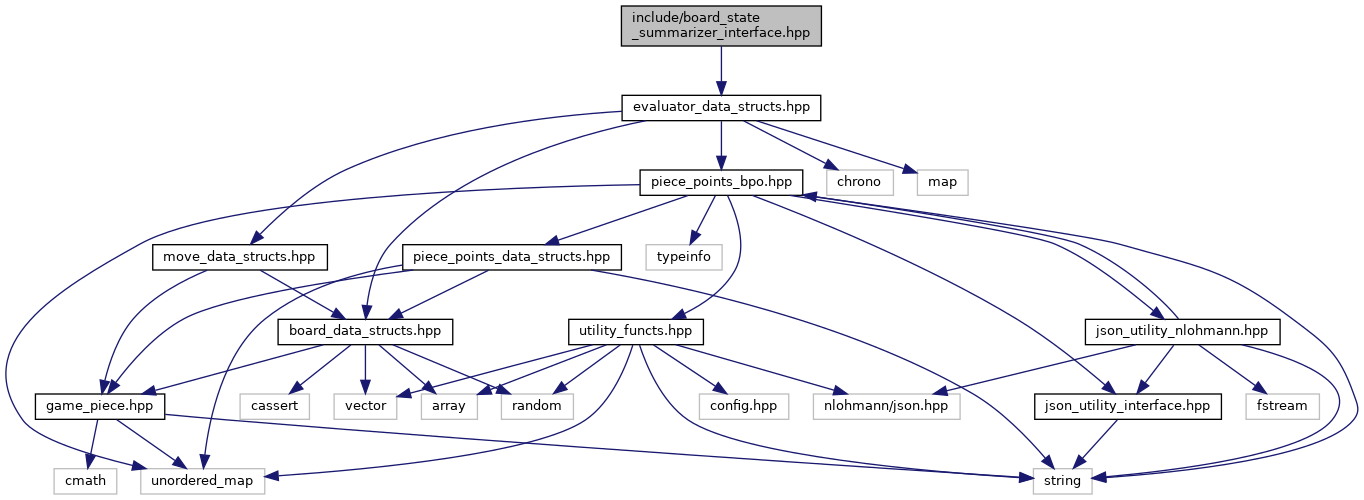 include/board_state
_summarizer_interface.hpp
evaluator_data_structs.hpp
piece_points_bpo.hpp
chrono
map
move_data_structs.hpp
piece_points_data_structs.hpp
typeinfo
board_data_structs.hpp
utility_functs.hpp
json_utility_nlohmann.hpp
game_piece.hpp
cassert
vector
array
random
config.hpp
nlohmann/json.hpp
json_utility_interface.hpp
fstream
cmath
unordered_map
string